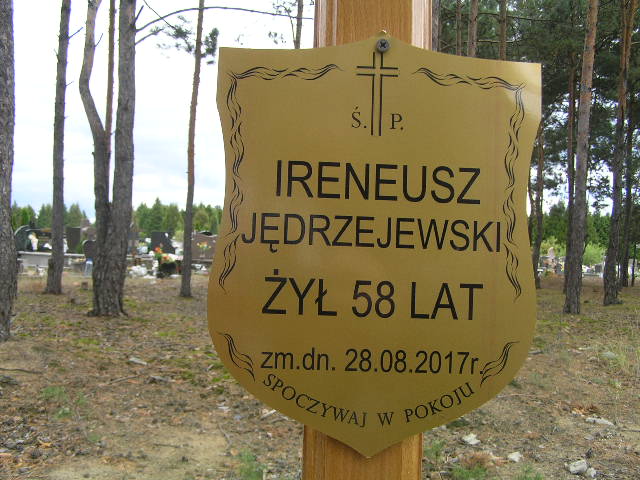 Ś. P.
IRENEUSZ
JĘDRZEJEWSKI
ŻYŁ 58 LAT
zm.dn. 28.08.2017r.
SPOCZYWAJ W POKOJU